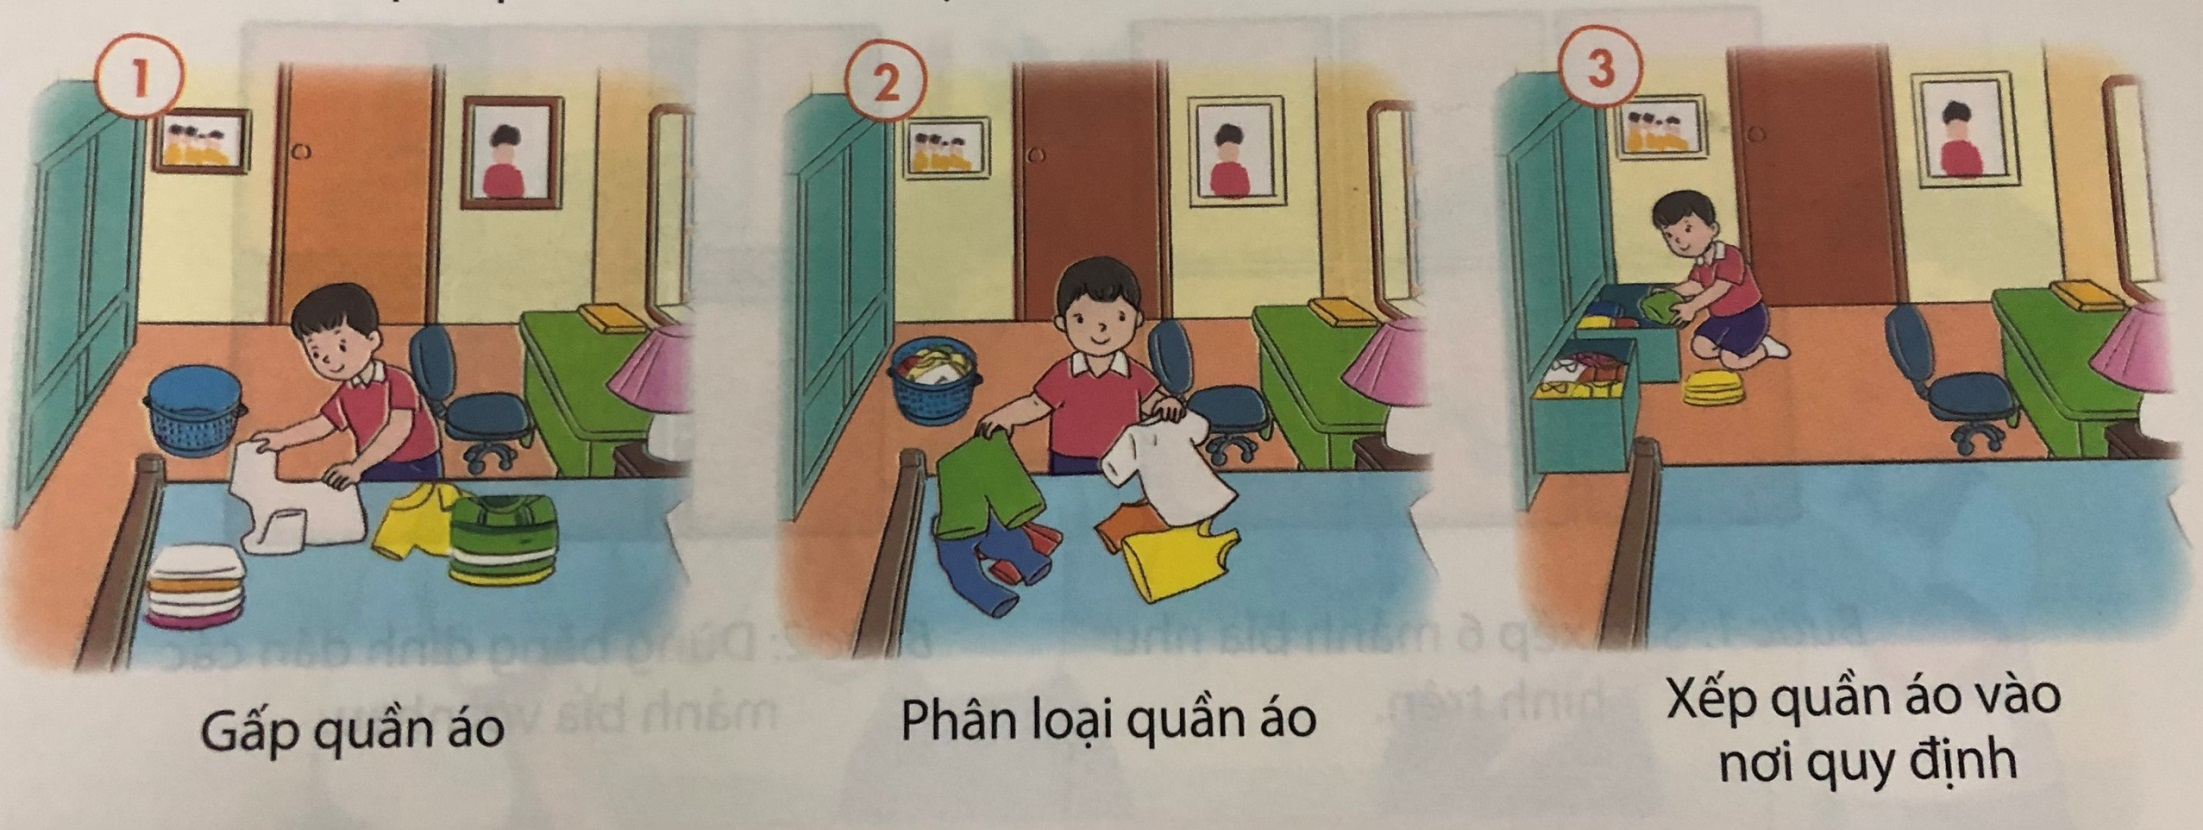 1
2
3
Gấp quần áo
Phân loại quần áo
Xếp quần áo vào
nơi quy định